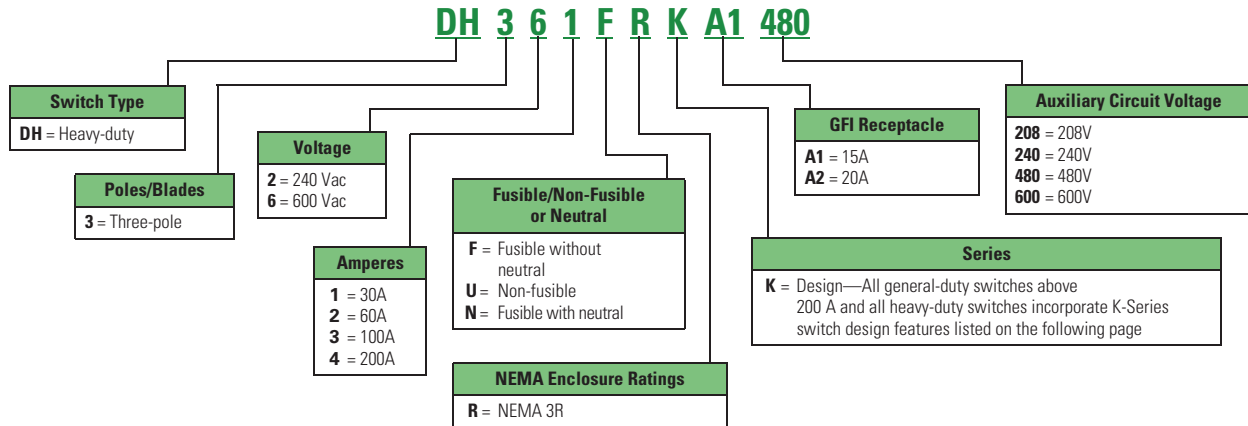 DH 3 6 1 F R K A1 480
Switch Type
DH = Heavy-duty
Poles/Blades
3 = Three-pole
Voltage
2 = 240 Vac
6 = 600 Vac
Amperes
1 = 30A
2 = 60A
3 = 100A
4 = 200A
Fusible/Non-Fusible
or Neutral
F = Fusible without
neutral
U = Non-fusible
N = Fusible with neutral
NEMA Enclosure Ratings
R = NEMA 3R
GFI Receptacle
A1 = 15A
A2 = 20A
Series
K = Design—All general-duty switches above
200 A and all heavy-duty switches incorporate K-Series
switch design features listed on the following page
Auxiliary Circuit Voltage
208 = 208V
240 = 240V
480 = 480V
600 = 600V